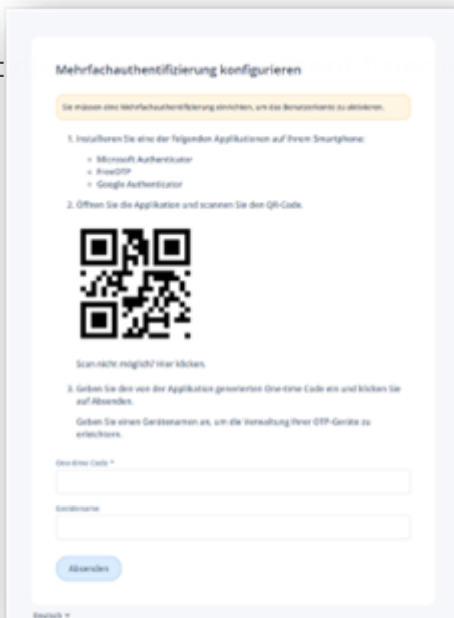 Mehrfachauthentifizierung konfigurieren
Sie müssen eine Mehrfachauthentifizierung einrichten, um das Benutzerkonto zu aktivieren.
1. Installieren Sie eine der folgenden Applikationen auf Ihrem Smartphone:
Microsoft Authenticator
FreeOTP
Google Authenticator
2. Öffnen Sie die Applikation und scannen Sie den QR-Code.
Scan nicht möglich? Hier klicken.
3. Geben Sie den von der Applikation generierten One-time Code ein und klicken Sie
auf Absenden.
Geben Sie einen Gerätenamen an, um die Verwaltung Ihrer OTP-Geräte zu
erleichtern.
One-time Code *
Gerätename
Absenden